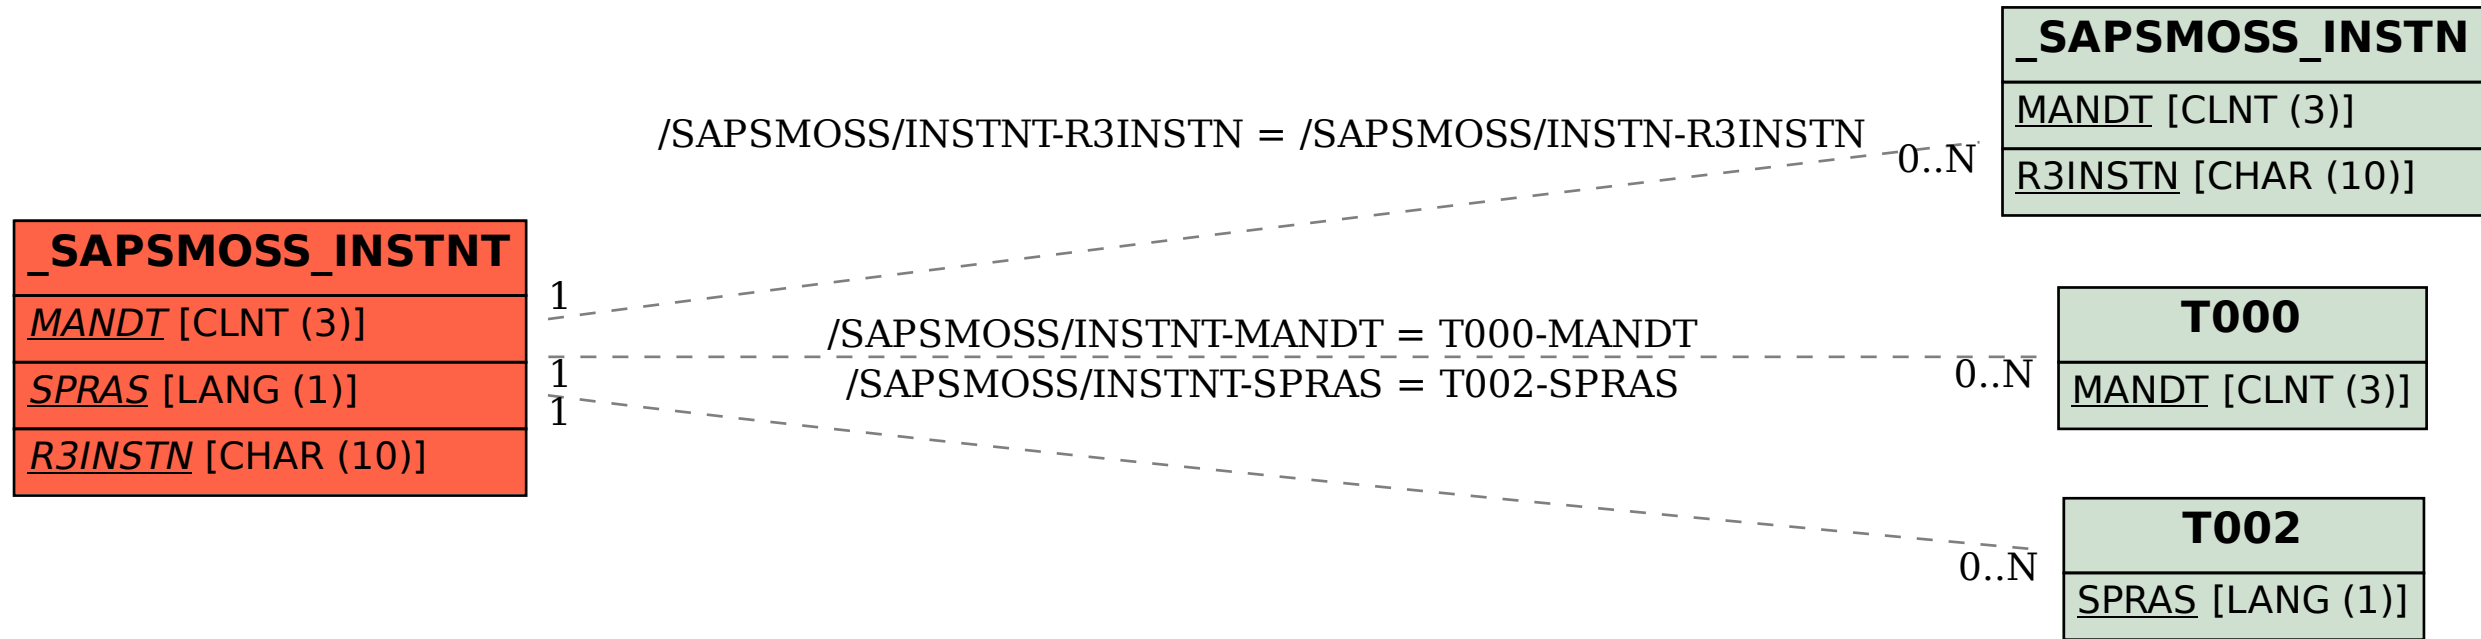 _SAPSMOSS_INSTNT
MANDT [CLNT (3)]
SPRAS [LANG (1)]
R3INSTN [CHAR (10)]
/SAPSMOSS/INSTNT-R3INSTN = /SAPSMOSS/INSTN-R3INSTN
1
0..N
/SAPSMOSS/INSTNT-MANDT = T000-MANDT
1
0..N
/SAPSMOSS/INSTNT-SPRAS = T002-SPRAS
1
0..N
_SAPSMOSS_INSTN
MANDT [CLNT (3)]
R3INSTN [CHAR (10)]
T000
MANDT [CLNT (3)]
T002
SPRAS [LANG (1)]